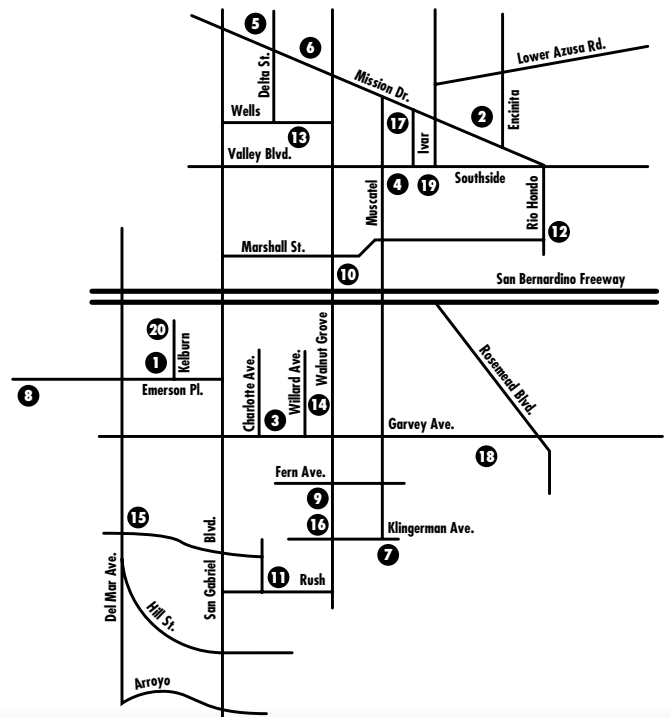 5
6
Lower Azusa Rd.
Delta St.
Mission Dr.
Wells
17
2
Encinita
13
Ivar
Valley Blvd.
4
19
Southside
Muscatel
Rio Hondo
12
Marshall St.
10
San Bernardino Freeway
20
Kelburn
1
Walnut Grove
Rosemead Blvd.
8
Emerson Pl.
Charlotte Ave.
Willard Ave.
14
3
Garvey Ave.
18
Fern Ave.
9
15
16
Klingerman Ave.
7
San Gabriel Blvd.
11
Rush
Del Mar Ave.
Hill St.
Arroyo